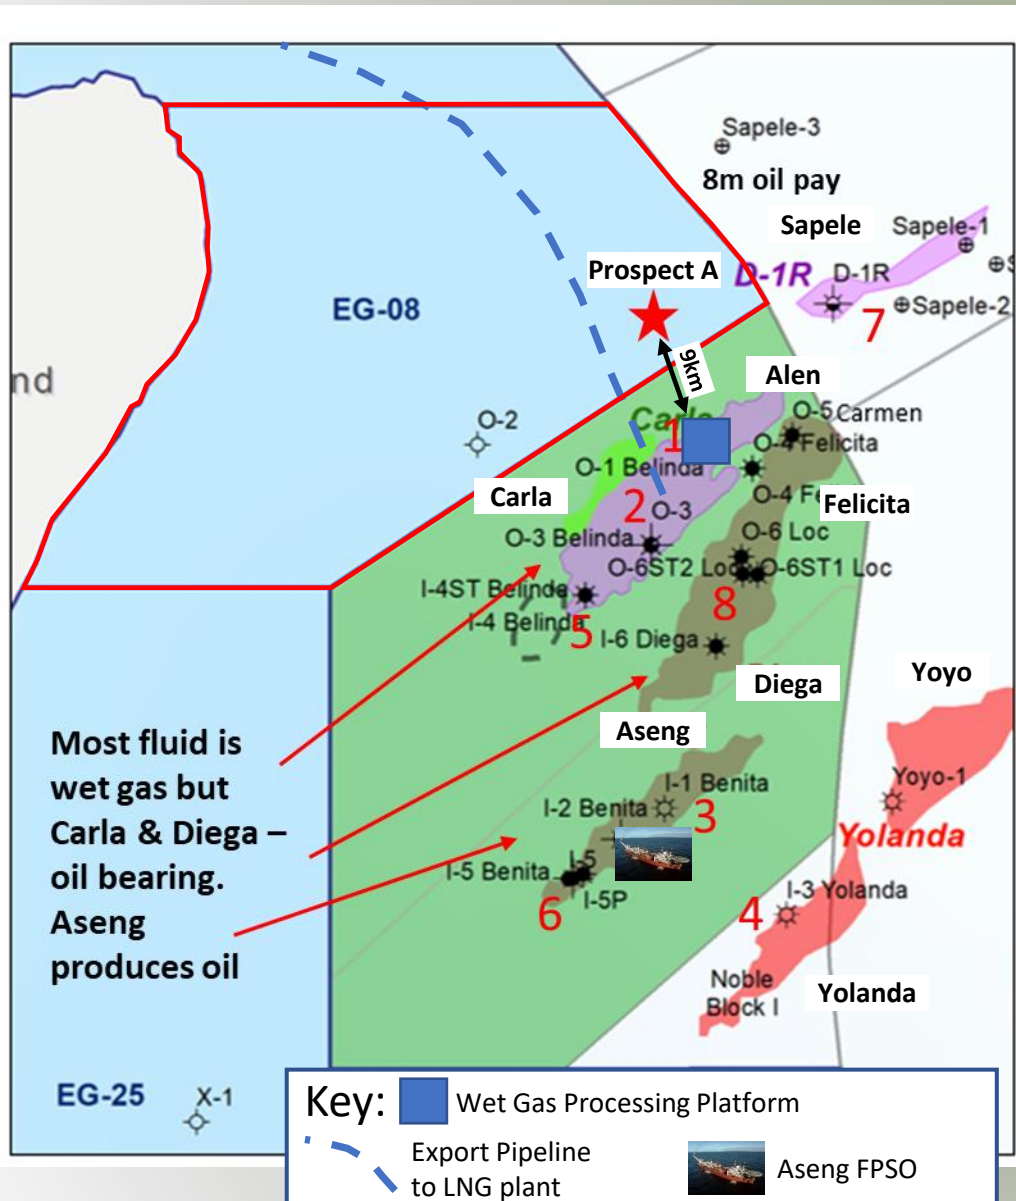 Sapele-3
8m oil pay
Sapele
Sapele-1
Prospect A
D-1R
D-1R
EG-08
Sapele-2
7
9km
nd
Alen
O-5 Carmen
O-2
Carla
1
O-4 Felicita
O-1 Belinda
Carla
2
O-4 Fe
Felicita
O-3
O-3 Belinda
O-6 Loc
O-6ST2 Loc
O-6ST1 Loc
I-4ST Belinda
8
I-4 Belinda
5
I-6 Diega
Yoyo
Diega
Aseng
Most fluid is
wet gas but
Carla & Diega –
oil bearing.
Aseng
produces oil
I-1 Benita
Yoyo-1
I-2 Benita
3
Yolanda
I-5
I-5 Benita
I-5P
6
I-3 Yolanda
4
Noble
Block I
Yolanda
EG-25
X-1
Key:
Wet Gas Processing Platform
Export Pipeline
to LNG plant
Aseng FPSO